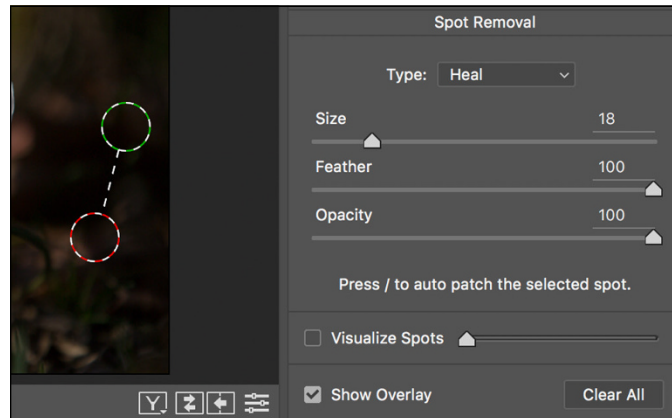 Spot Removal
Type: Heal
Size 18
Feather 100
Opacity 100
Press / to auto patch the selected spot.
Visualize Spots
Y Show Overlay Clear All